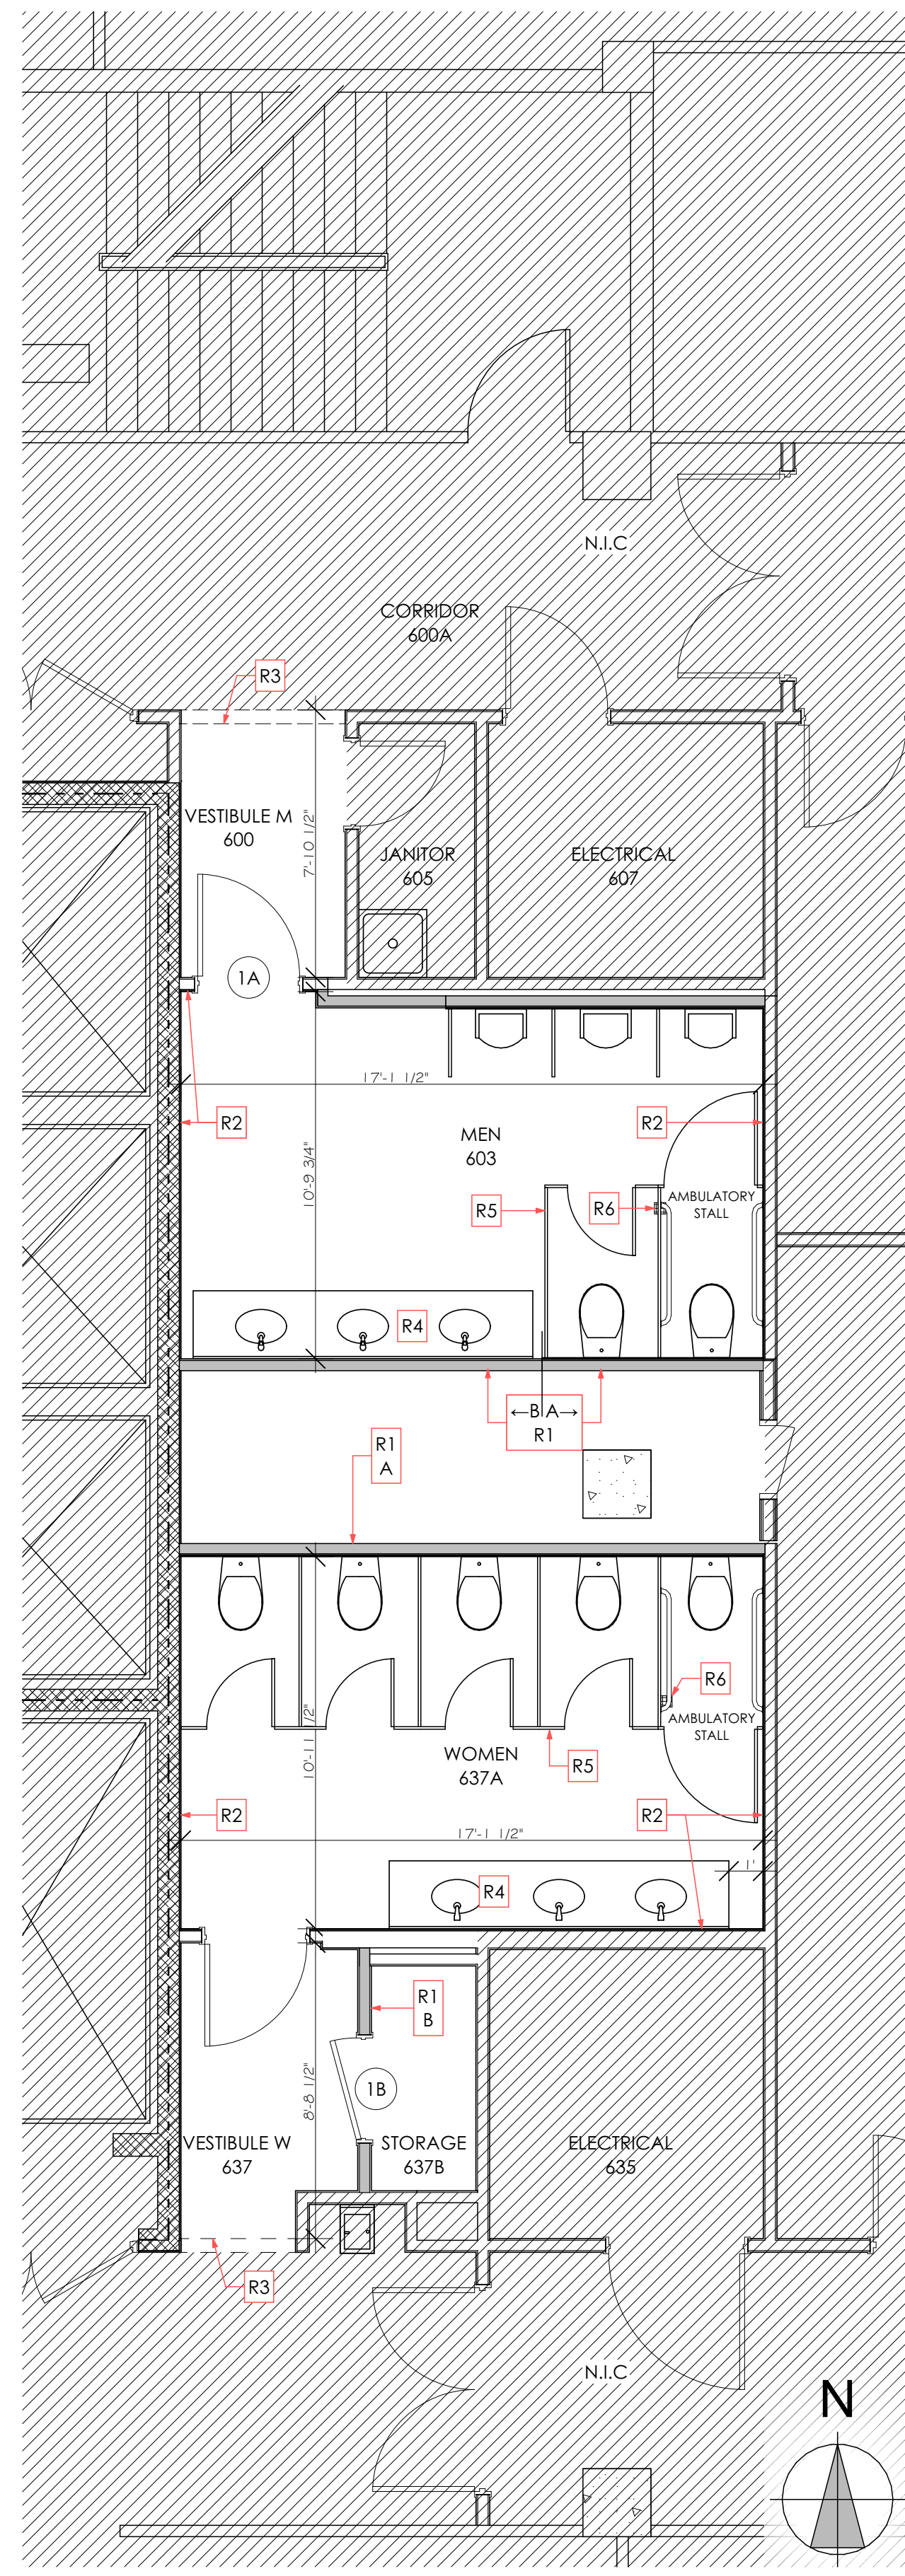 N.I.C
CORRIDOR
600A
R3
VESTIBULE M
600
7'-10 1/2"
JANITOR
605
ELECTRICAL
607
1A
17'-1 1/2"
R2
MEN
603
R2
10'-9 3/4"
R5
R6
AMBULATORY
STALL
R4
←B A→
R1
R1
A
R6
AMBULATORY
STALL
10'-11 1/2"
WOMEN
637A
R5
R2
R2
17'-1 1/2"
1'
R4
R1
B
8'-8 1/2"
1B
VESTIBULE W
637
STORAGE
637B
ELECTRICAL
635
R3
N.I.C
N